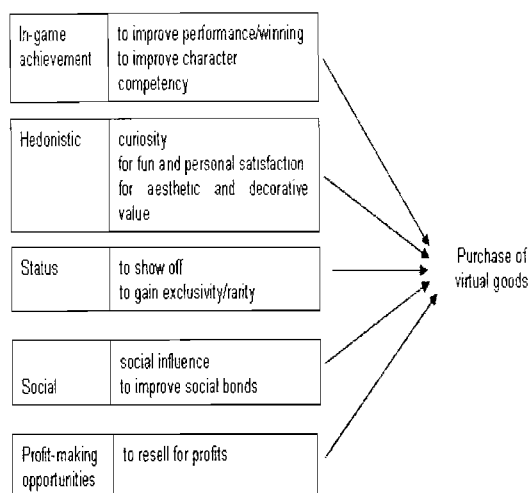 In-game
achievement
to improve performance/winning
to improve character
competency
Hedonistic
curiosity
for fun and personal satisfaction
for aesthetic and decorative
value
Status
to show off
to gain exclusivity/rarity
Social
social influence
to improve social bonds
Profit-making
opportunities
to resell for profits
Purchase of
virtual goods